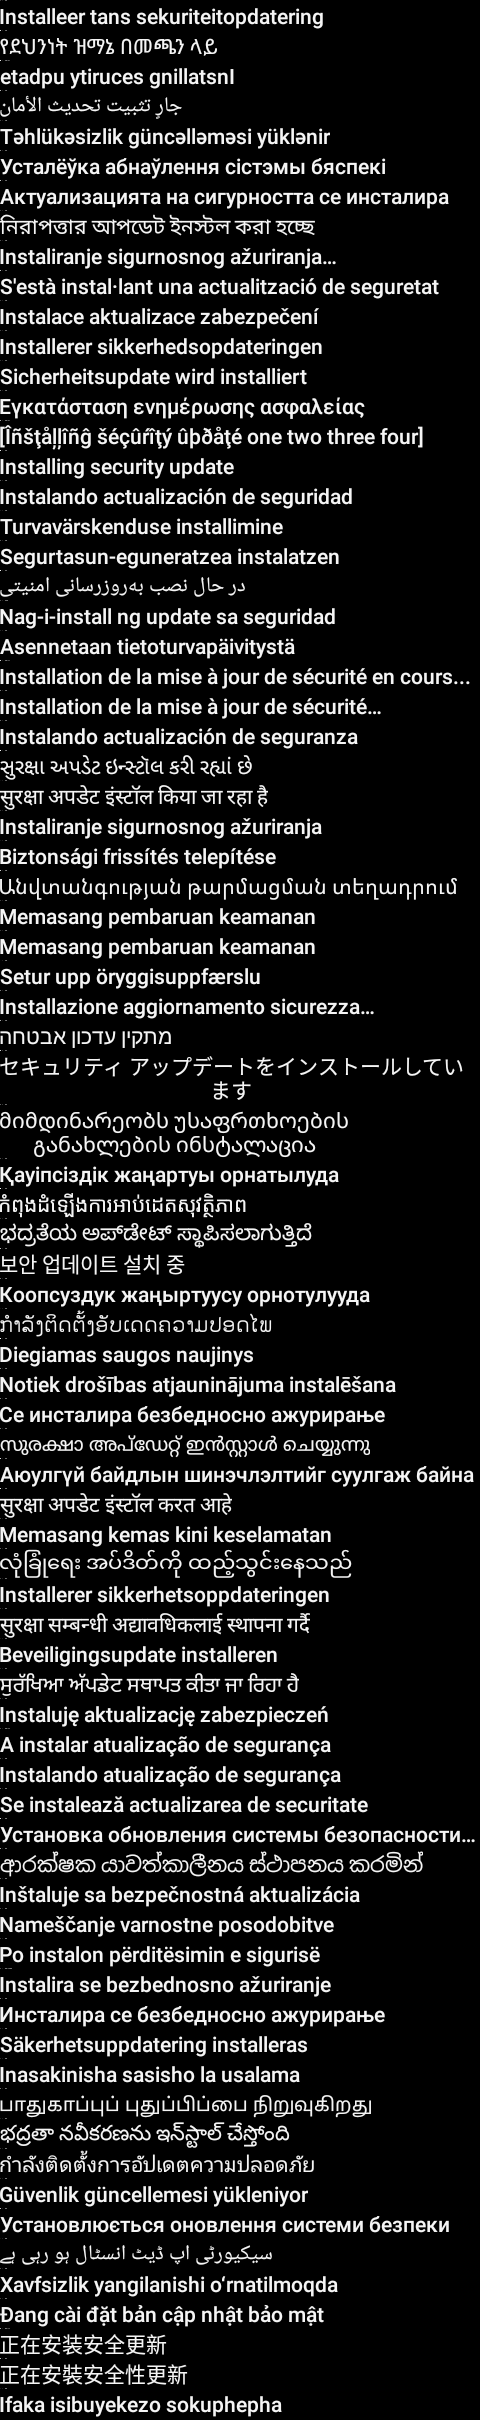 Installeer tans sekuriteitopdatering
የደህንነት ዝማኔ በመጫን ላይ
etadpu ytiruces gnillatsnI
جارٍ تثبيت تحديث الأمان
Təhlükəsizlik güncəlləməsi yüklənir
Усталёўка абнаўлення сістэмы бяспекі
Актуализацията на сигурността се инсталира
নিরাপত্তার আপডেট ইনস্টল করা হচ্ছে
Instaliranje sigurnosnog ažuriranja…
S'està instal·lant una actualització de seguretat
Instalace aktualizace zabezpečení
Installerer sikkerhedsopdateringen
Sicherheitsupdate wird installiert
Εγκατάσταση ενημέρωσης ασφαλείας
[Îñšţåļļîñĝ šéçûŕîţý ûþðåţé one two three four]
Installing security update
Instalando actualización de seguridad
Turvavärskenduse installimine
Segurtasun-eguneratzea instalatzen
در حال نصب به‌روزرسانی امنیتی
Nag-i-install ng update sa seguridad
Asennetaan tietoturvapäivitystä
Installation de la mise à jour de sécurité en cours...
Installation de la mise à jour de sécurité…
Instalando actualización de seguranza
સુરક્ષા અપડેટ ઇન્સ્ટૉલ કરી રહ્યાં છે
सुरक्षा अपडेट इंस्टॉल किया जा रहा है
Instaliranje sigurnosnog ažuriranja
Biztonsági frissítés telepítése
Անվտանգության թարմացման տեղադրում
Memasang pembaruan keamanan
Memasang pembaruan keamanan
Setur upp öryggisuppfærslu
Installazione aggiornamento sicurezza…
מתקין עדכון אבטחה
セキュリティ アップデートをインストールしてい
ます
მიმდინარეობს უსაფრთხოების
განახლების ინსტალაცია
Қауіпсіздік жаңартуы орнатылуда
កំពុងដំឡើងការអាប់ដេតសុវត្ថិភាព
ಭದ್ರತೆಯ ಅಪ್‌ಡೇಟ್‌ ಸ್ಥಾಪಿಸಲಾಗುತ್ತಿದೆ
보안 업데이트 설치 중
Коопсуздук жаңыртуусу орнотулууда
ກຳລັງຕິດຕັ້ງອັບເດດຄວາມປອດໄພ
Diegiamas saugos naujinys
Notiek drošības atjauninājuma instalēšana
Се инсталира безбедносно ажурирање
സുരക്ഷാ അപ്ഡേറ്റ് ഇൻസ്റ്റാൾ ചെയ്യുന്നു
Аюулгүй байдлын шинэчлэлтийг суулгаж байна
सुरक्षा अपडेट इंस्टॉल करत आहे
Memasang kemas kini keselamatan
လုံခြုံရေး အပ်ဒိတ်ကို ထည့်သွင်းနေသည်
Installerer sikkerhetsoppdateringen
सुरक्षा सम्बन्धी अद्यावधिकलाई स्थापना गर्दै
Beveiligingsupdate installeren
ਸੁਰੱਖਿਆ ਅੱਪਡੇਟ ਸਥਾਪਤ ਕੀਤਾ ਜਾ ਰਿਹਾ ਹੈ
Instaluję aktualizację zabezpieczeń
A instalar atualização de segurança
Instalando atualização de segurança
Se instalează actualizarea de securitate
Установка обновления системы безопасности…
ආරක්ෂක යාවත්කාලීනය ස්ථාපනය කරමින්
Inštaluje sa bezpečnostná aktualizácia
Nameščanje varnostne posodobitve
Po instalon përditësimin e sigurisë
Instalira se bezbednosno ažuriranje
Инсталира се безбедносно ажурирање
Säkerhetsuppdatering installeras
Inasakinisha sasisho la usalama
பாதுகாப்புப் புதுப்பிப்பை நிறுவுகிறது
భద్రతా నవీకరణను ఇన్‌స్టాల్ చేస్తోంది
กำลังติดตั้งการอัปเดตความปลอดภัย
Güvenlik güncellemesi yükleniyor
Установлюється оновлення системи безпеки
سیکیورٹی اپ ڈیٹ انسٹال ہو رہی ہے
Xavfsizlik yangilanishi o‘rnatilmoqda
Đang cài đặt bản cập nhật bảo mật
正在安装安全更新
正在安裝安全性更新
Ifaka isibuyekezo sokuphepha